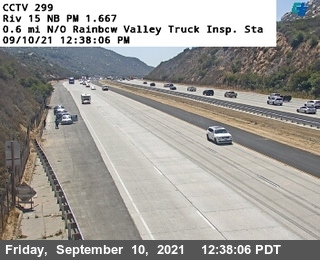 CCTV 299
Riv 15 NB PM 1.667
0.6 mi N/O Rainbcw Valley Truck Insp. Sta
09/10/21 12:38:06 PM
Friday, September 10, 2021 12:38:06 PDT